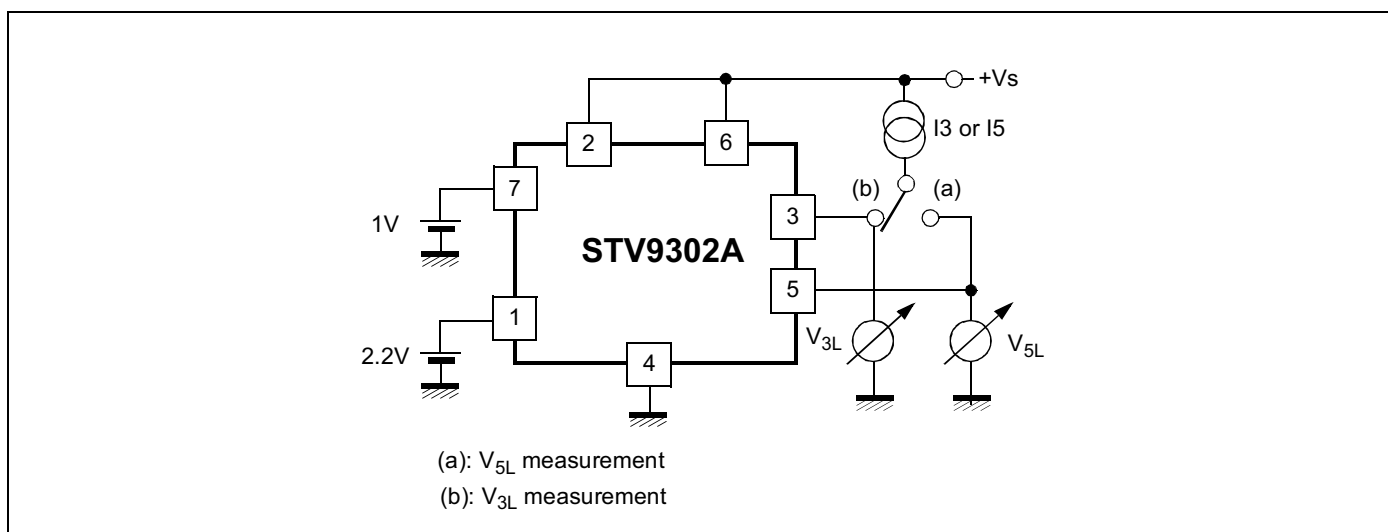 +Vs
I3 or I5
2
6
(b)
(a)
7
3
1V
STV9302A
5
1
V3L
V5L
2.2V
4
(a): V5L measurement
(b): V3L measurement